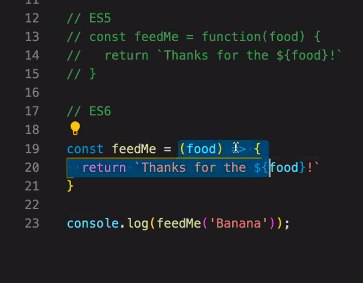 11
12 // ES5
13 // const feedMe = function(food) {
14 //   return `Thanks for the ${food}!`
15 // }
16
17 // ES6
18
19 const feedMe = (food) => {
20   return `Thanks for the ${food}!`
21 }
22
23 console.log(feedMe('Banana'));